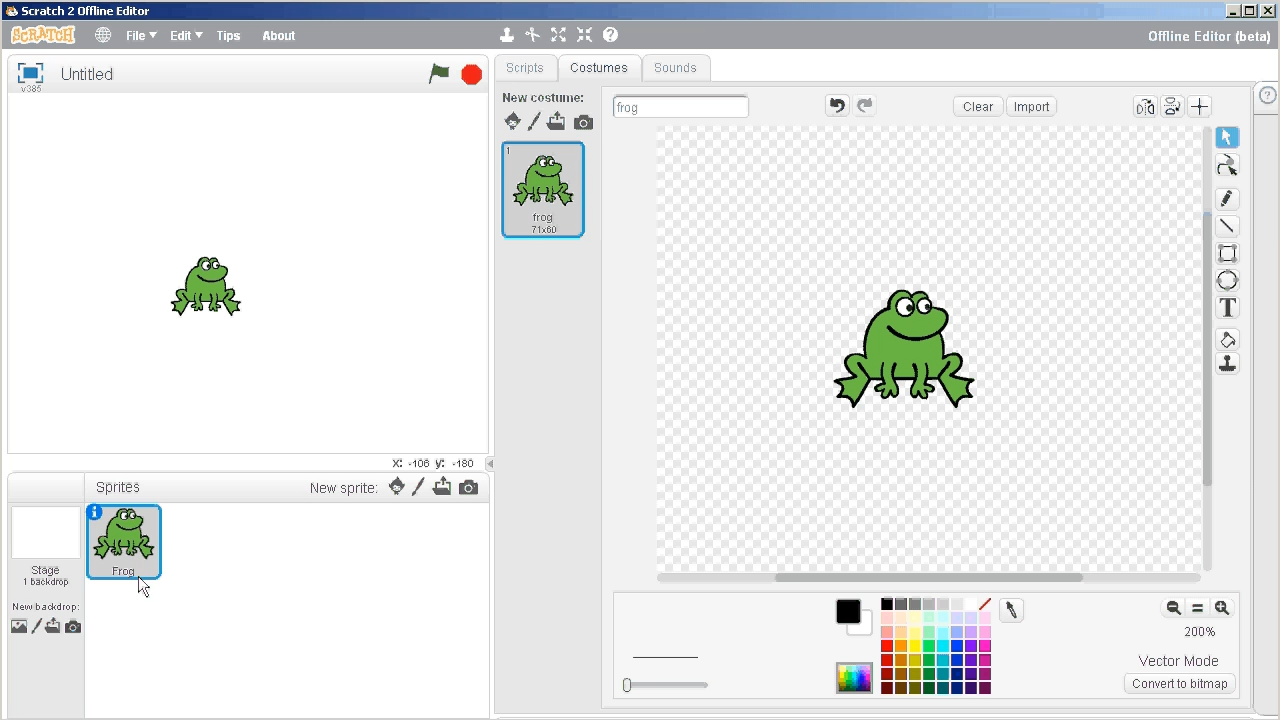 Scratch 2 Offline Editor
SCRATCH File Edit Tips About Offline Editor (beta)
Untitled
v385
Scripts Costumes Sounds
New costume:
frog
Clear Import
1
frog
71x60
X: -106 y: -180
Sprites
New sprite:
Frog
Stage
1 backdrop
New backdrop:
T
200%
Vector Mode
Convert to bitmap